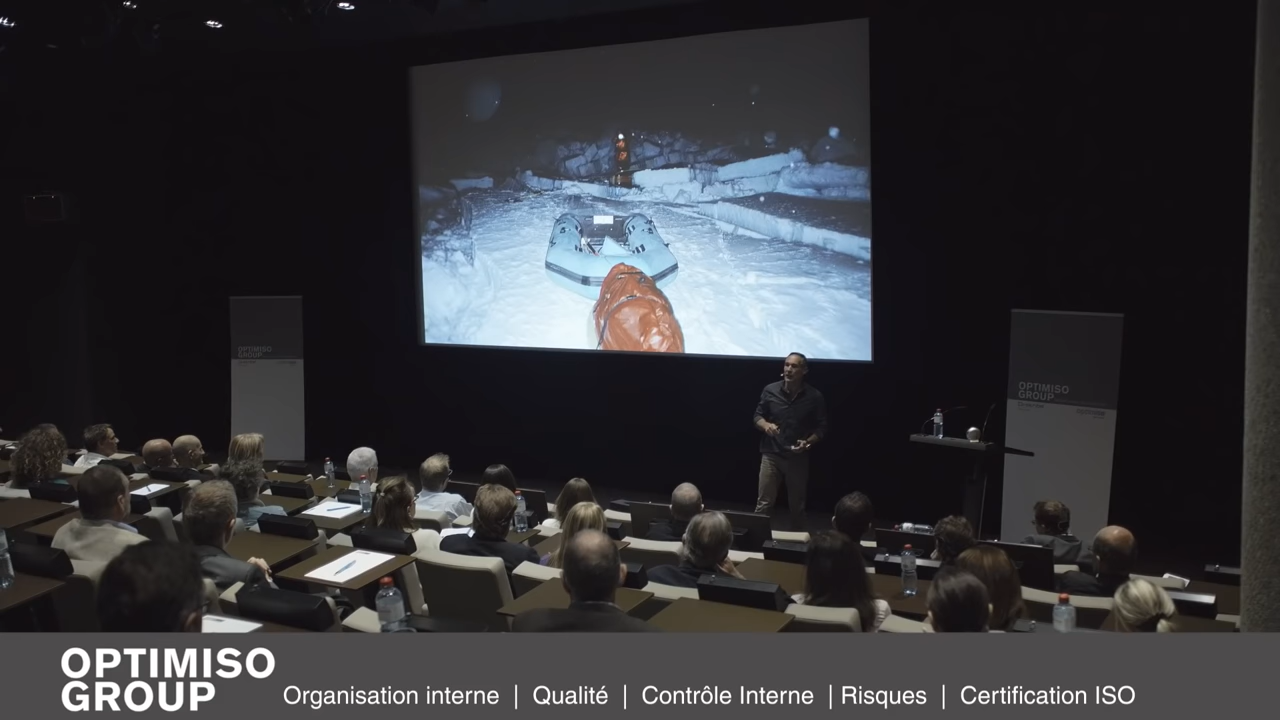 OPTIMISO
GROUP
OPTIMISO
GROUP
OPTIMISO
GROUP
Organisation interne | Qualité | Contrôle Interne | Risques | Certification ISO